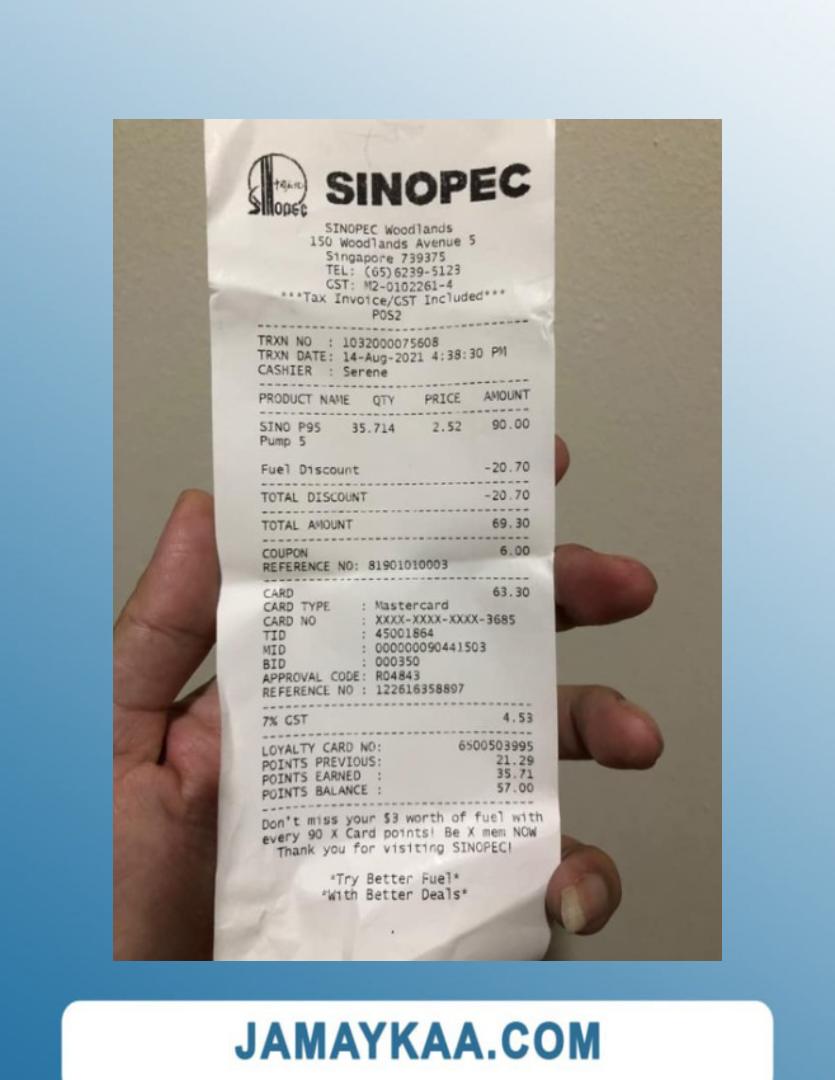 SINOPEC
Sinopec
SINOPEC Woodlands
150 Woodlands Avenue 5
Singapore 739375
TEL: (65)6239-5123
GST: M2-0102261-4
***Tax Invoice/GST Included***
POS2
TRXN NO : 1032000075608
TRXN DATE: 14-Aug-2021 4:38:30 PM
CASHIER : Serene
PRODUCT NAME QTY PRICE AMOUNT
SINO P95 35.714 2.52 90.00
Pump 5
Fuel Discount -20.70
TOTAL DISCOUNT -20.70
TOTAL AMOUNT 69.30
COUPON 6.00
REFERENCE NO: 81901010003
CARD 63.30
CARD TYPE : Mastercard
CARD NO : XXXX-XXXX-XXXX-3685
TID : 45001864
MID : 000000090441503
BID : 000350
APPROVAL CODE: R04843
REFERENCE NO : 122616358897
7% GST 4.53
LOYALTY CARD NO: 6500503995
POINTS PREVIOUS: 21.29
POINTS EARNED : 35.71
POINTS BALANCE : 57.00
Don't miss your $3 worth of fuel with
every 90 X Card points! Be X mem NOW
Thank you for visiting SINOPEC!
*Try Better Fuel*
*With Better Deals*
JAMAYKAA.COM